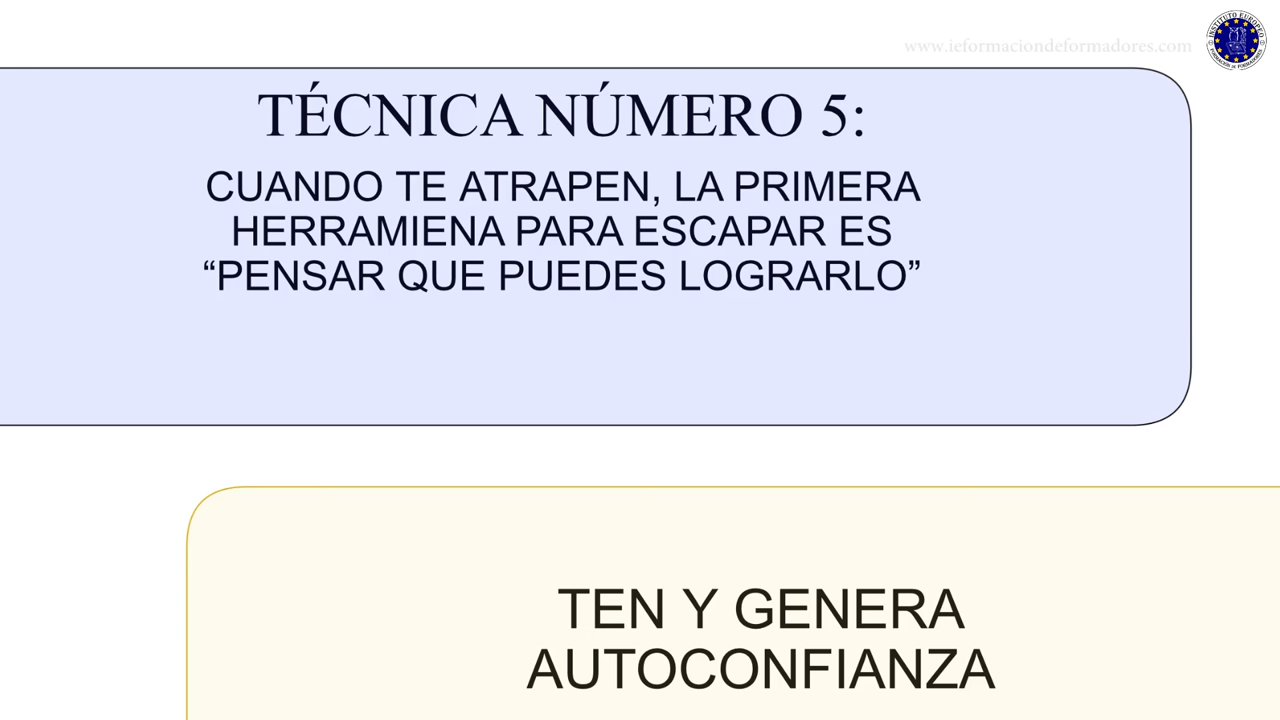 www.ieformaciondeformadores.com
TÉCNICA NÚMERO 5:
CUANDO TE ATRAPEN, LA PRIMERA
HERRAMIENA PARA ESCAPAR ES
“PENSAR QUE PUEDES LOGRARLO”
TEN Y GENERA
AUTOCONFIANZA